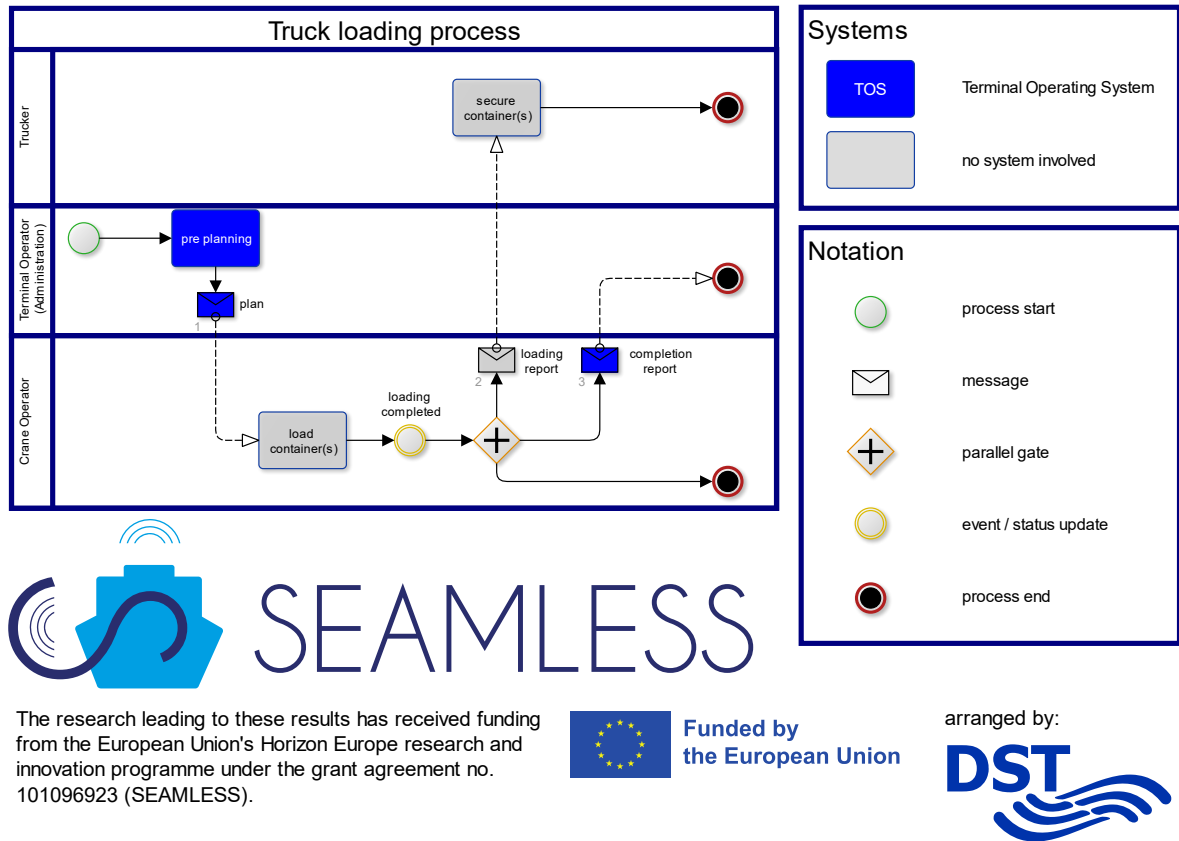 Truck loading process
Trucker
secure
container(s)
Terminal Operator
(Administration)
pre planning
plan
1
Crane Operator
load
container(s)
loading
completed
loading
report
2
completion
report
3
Systems
TOS
Terminal Operating System
no system involved
Notation
process start
message
parallel gate
event / status update
process end
SEAMLESS
The research leading to these results has received funding
from the European Union's Horizon Europe research and
innovation programme under the grant agreement no.
101096923 (SEAMLESS).
Funded by
the European Union
arranged by:
DST